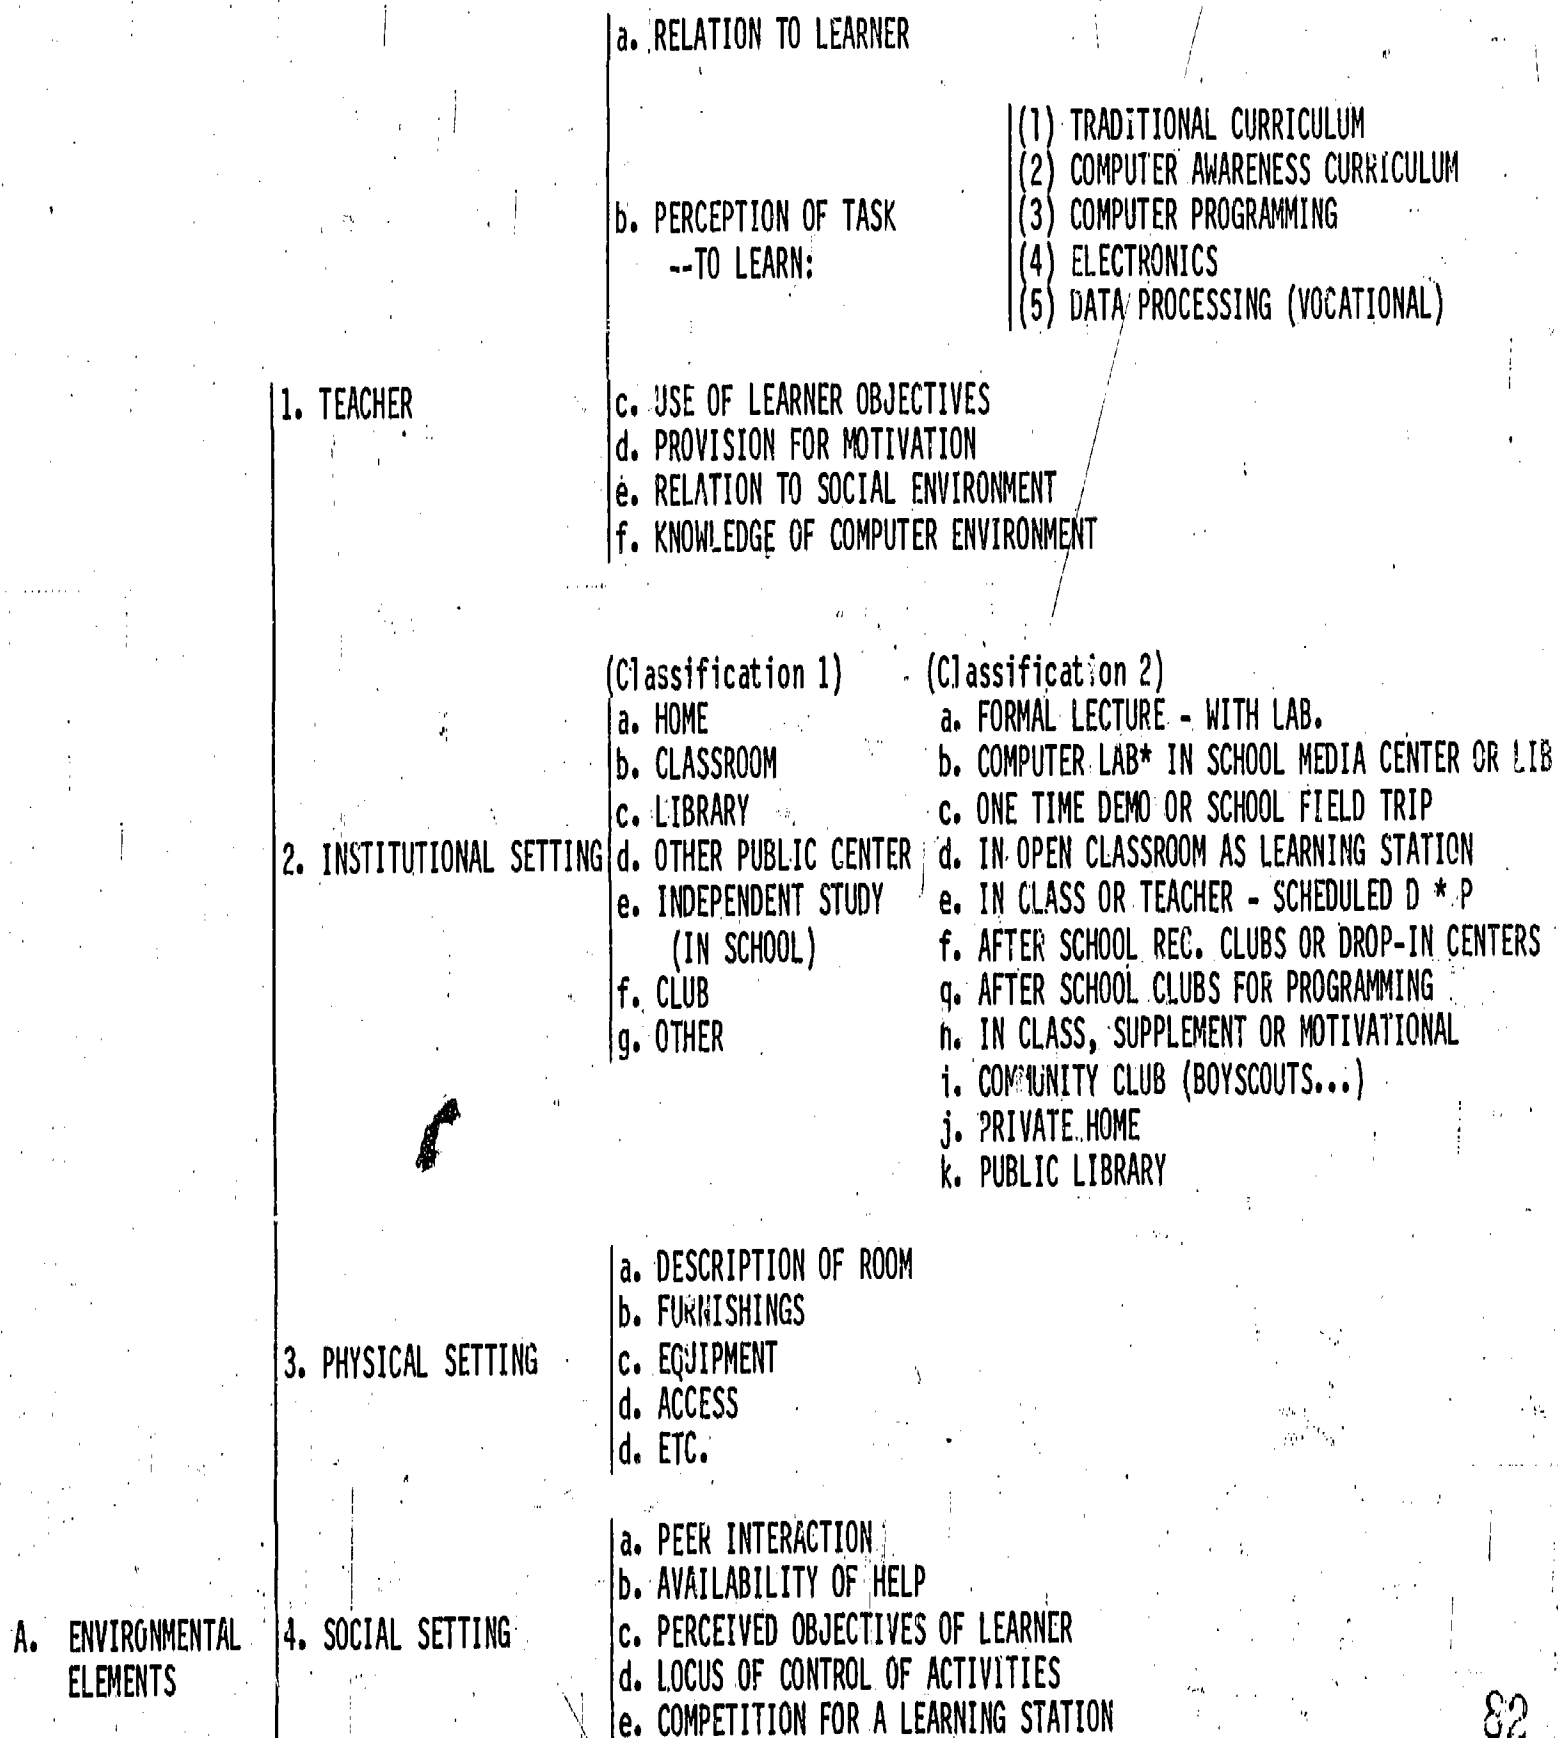 a. RELATION TO LEARNER
(1) TRADITIONAL CURRICULUM
(2) COMPUTER AWARENESS CURRICULUM
b. PERCEPTION OF TASK
(3) COMPUTER PROGRAMMING
--TO LEARN:
(4) ELECTRONICS
(5) DATA PROCESSING (VOCATIONAL)
1. TEACHER
c. USE OF LEARNER OBJECTIVES
d. PROVISION FOR MOTIVATION
e. RELATION TO SOCIAL ENVIRONMENT
f. KNOWLEDGE OF COMPUTER ENVIRONMENT
2. INSTITUTIONAL SETTING
(Classification 1)
a. HOME
b. CLASSROOM
c. LIBRARY
d. OTHER PUBLIC CENTER
e. INDEPENDENT STUDY
(IN SCHOOL)
f. CLUB
g. OTHER
(Classification 2)
a. FORMAL LECTURE - WITH LAB.
b. COMPUTER LAB* IN SCHOOL MEDIA CENTER OR LIB
c. ONE TIME DEMO OR SCHOOL FIELD TRIP
d. IN OPEN CLASSROOM AS LEARNING STATION
e. IN CLASS OR TEACHER - SCHEDULED D * P
f. AFTER SCHOOL REC. CLUBS OR DROP-IN CENTERS
g. AFTER SCHOOL CLUBS FOR PROGRAMMING
h. IN CLASS, SUPPLEMENT OR MOTIVATIONAL
i. COMMUNITY CLUB (BOYSCOUTS...)
j. PRIVATE HOME
k. PUBLIC LIBRARY
3. PHYSICAL SETTING
a. DESCRIPTION OF ROOM
b. FURNISHINGS
c. EQUIPMENT
d. ACCESS
d. ETC.
A. ENVIRONMENTAL
ELEMENTS
4. SOCIAL SETTING
a. PEER INTERACTION
b. AVAILABILITY OF HELP
c. PERCEIVED OBJECTIVES OF LEARNER
d. LOCUS OF CONTROL OF ACTIVITIES
e. COMPETITION FOR A LEARNING STATION
82